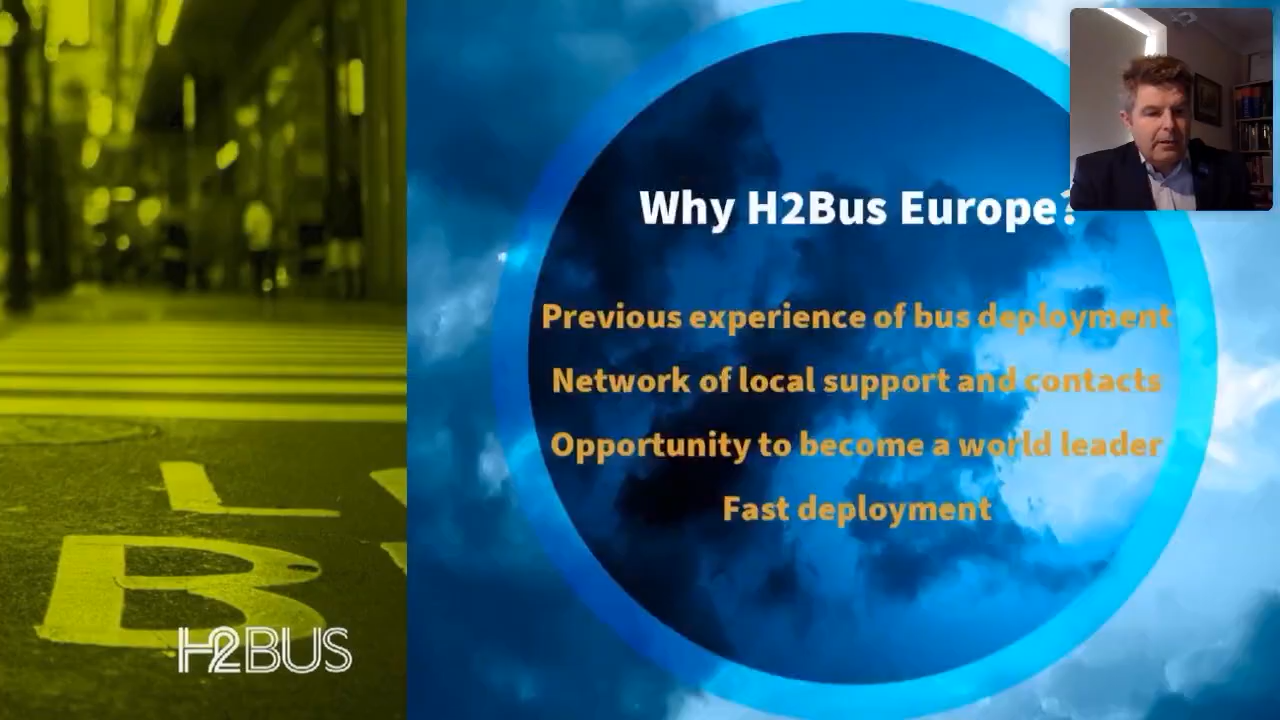 Why H2Bus Europe?
Previous experience of bus deployment
Network of local support and contacts
Opportunity to become a world leader
Fast deployment
L
B
H2BUS